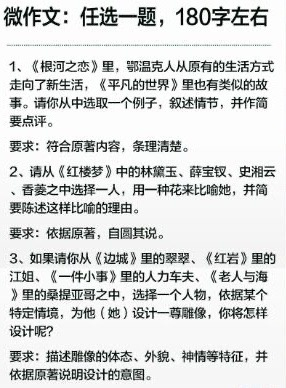 微作文：任选一题，180字左右
1、《根河之恋》里，鄂温克人从原有的生活方式
走向了新生活，《平凡的世界》里也有类似的故
事。请你从中选取一个例子，叙述情节，并作简
要点评。
要求：符合原著内容，条理清楚。
2、请从《红楼梦》中的林黛玉、薛宝钗、史湘云
、香菱之中选择一人，用一种花来比喻她，并简
要陈述这样比喻的理由。
要求：依据原著，自圆其说。
3、如果请你从《边城》里的翠翠、《红岩》里的
江姐、《一件小事》里的人力车夫、《老人与海
》里的桑提亚哥之中，选择一个人物，依据某个
特定情境，为他（她）设计一尊雕像，你将怎样
设计呢？
要求：描述雕像的体态、外貌、神情等特征，并
依据原著说明设计的意图。